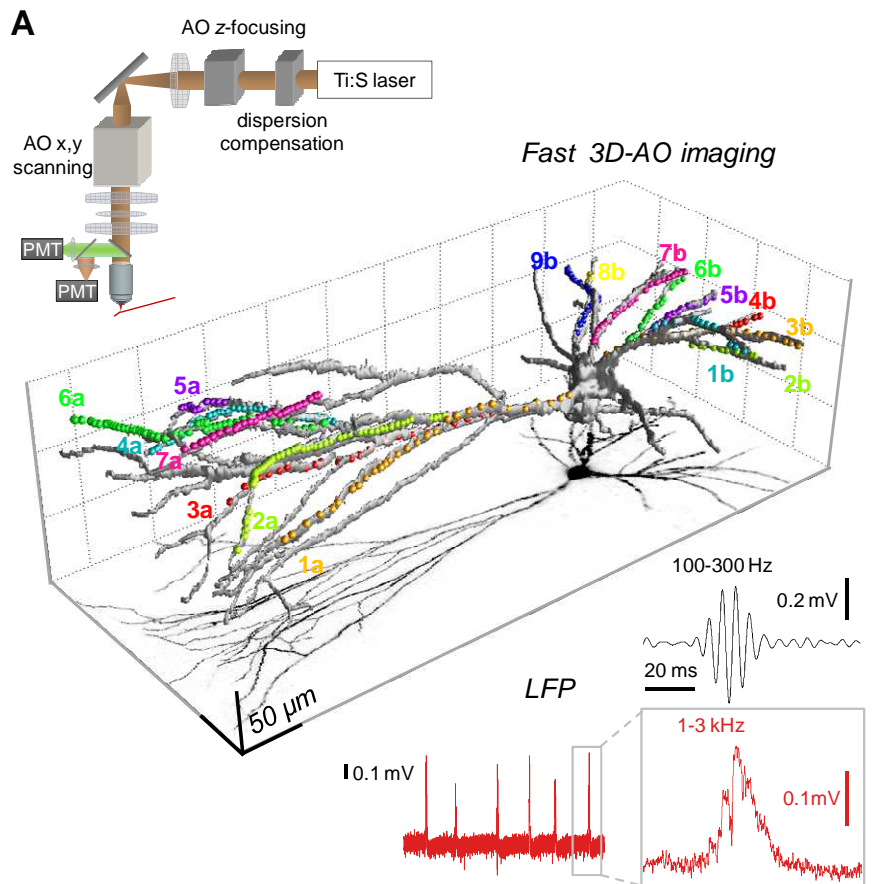 A
AO z-focusing
Ti:S laser
dispersion
compensation
AO x,y
scanning
PMT
PMT
Fast 3D-AO imaging
9b
8b
7b
6b
5b
4b
3b
1b
2b
6a
5a
4a
7a
3a
2a
1a
50 µm
100-300 Hz
0.2 mV
20 ms
LFP
1-3 kHz
0.1 mV
0.1mV